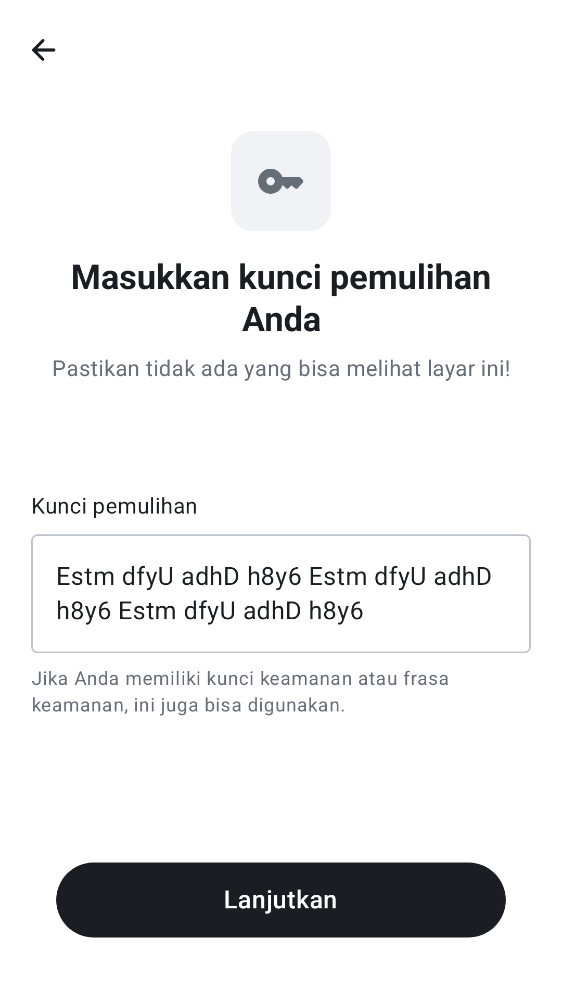 Masukkan kunci pemulihan
Anda
Pastikan tidak ada yang bisa melihat layar ini!
Kunci pemulihan
Estm dfyU adhD h8y6 Estm dfyU adhD
h8y6 Estm dfyU adhD h8y6
Jika Anda memiliki kunci keamanan atau frasa
keamanan, ini juga bisa digunakan.
Lanjutkan